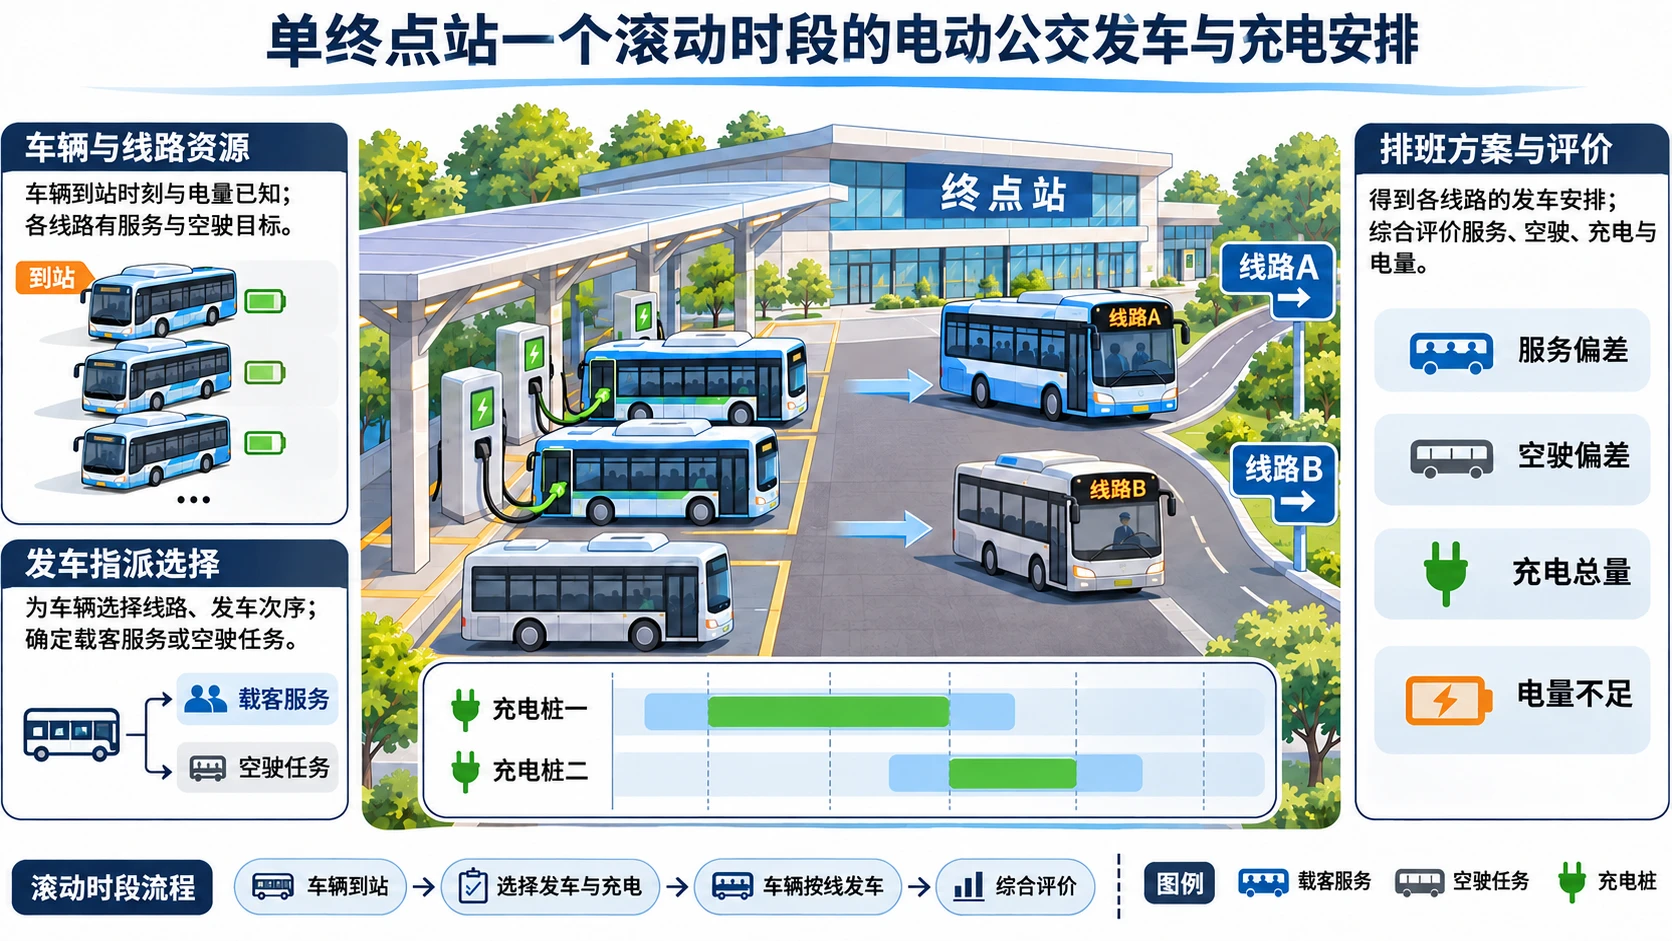 单终点站一个滚动时段的电动公交发车与充电安排
车辆与线路资源
车辆到站时刻与电量已知；
各线路有服务与空驶目标。
到站
发车指派选择
为车辆选择线路、发车次序；
确定载客服务或空驶任务。
载客服务
空驶任务
终点站
线路A
线路A
线路B
线路B
充电桩一
充电桩二
排班方案与评价
得到各线路的发车安排；
综合评价服务、空驶、充电与
电量。
服务偏差
空驶偏差
充电总量
电量不足
滚动时段流程
车辆到站
选择发车与充电
车辆按线发车
综合评价
图例
载客服务
空驶任务
充电桩